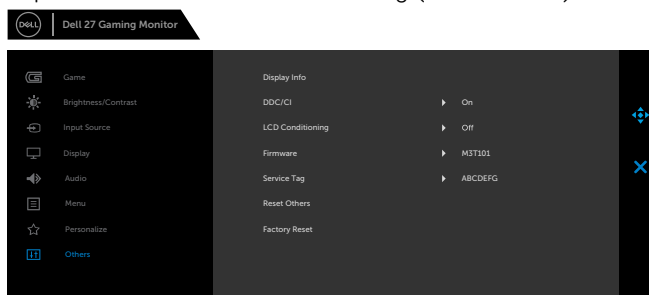 DELL
Dell 27 Gaming Monitor
Game
Display Info
Brightness/Contrast
DDC/CI
On
Input Source
LCD Conditioning
Off
Display
Firmware
M3T101
Audio
Service Tag
ABCDEFG
Menu
Reset Others
Personalize
Factory Reset
Others